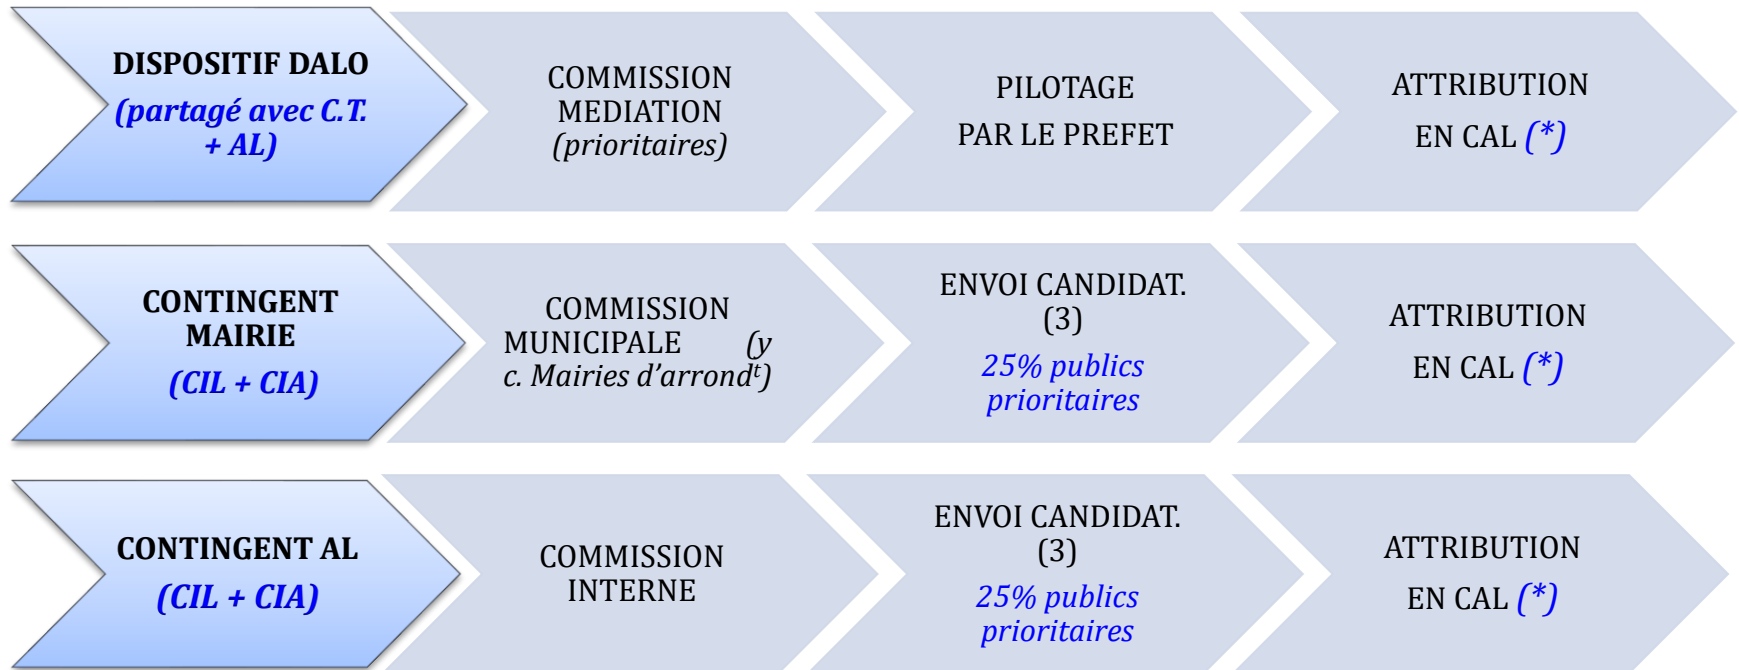 DISPOSITIF DALO
(partagé avec C.T.
+ AL)
COMMISSION
MEDIATION
(prioritaires)
PILOTAGE
PAR LE PREFET
ATTRIBUTION
EN CAL (*)
CONTINGENT
MAIRIE
(CIL + CIA)
COMMISSION
MUNICIPALE (y
c. Mairies d'arrondᵗ)
ENVOI CANDIDAT.
(3)
25% publics
prioritaires
ATTRIBUTION
EN CAL (*)
CONTINGENT AL
(CIL + CIA)
COMMISSION
INTERNE
ENVOI CANDIDAT.
(3)
25% publics
prioritaires
ATTRIBUTION
EN CAL (*)